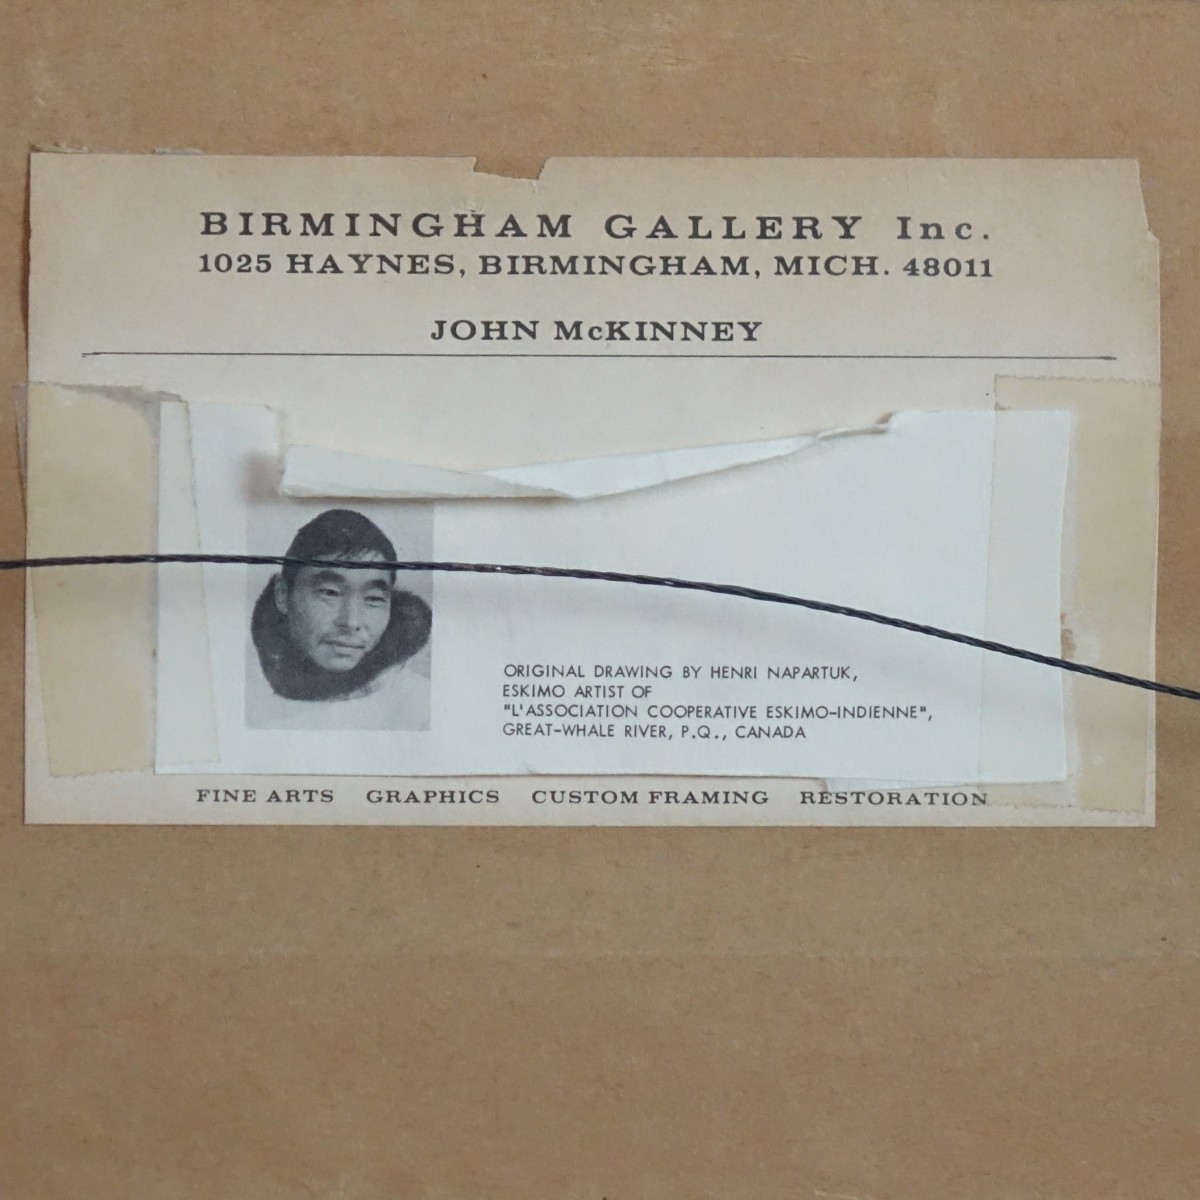 BIRMINGHAM GALLERY Inc.
1025 HAYNES, BIRMINGHAM, MICH. 48011
JOHN McKINNEY
ORIGINAL DRAWING BY HENRI NAPARTUK,
ESKIMO ARTIST OF
"L'ASSOCIATION COOPERATIVE ESKIMO-INDIENNE",
GREAT-WHALE RIVER, P.Q., CANADA
FINE ARTS GRAPHICS CUSTOM FRAMING RESTORATION